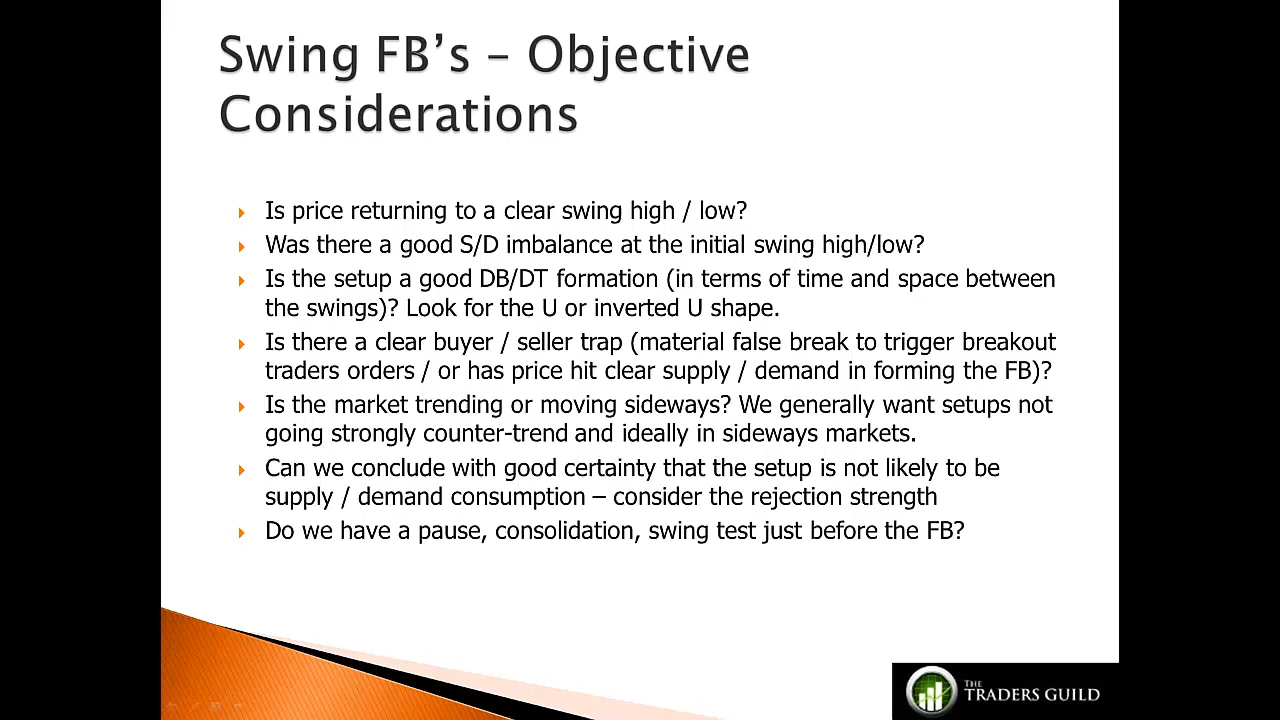 Swing FB’s – Objective
Considerations
Is price returning to a clear swing high / low?
Was there a good S/D imbalance at the initial swing high/low?
Is the setup a good DB/DT formation (in terms of time and space between
the swings)? Look for the U or inverted U shape.
Is there a clear buyer / seller trap (material false break to trigger breakout
traders orders / or has price hit clear supply / demand in forming the FB)?
Is the market trending or moving sideways? We generally want setups not
going strongly counter-trend and ideally in sideways markets.
Can we conclude with good certainty that the setup is not likely to be
supply / demand consumption – consider the rejection strength
Do we have a pause, consolidation, swing test just before the FB?
THE
TRADERS GUILD